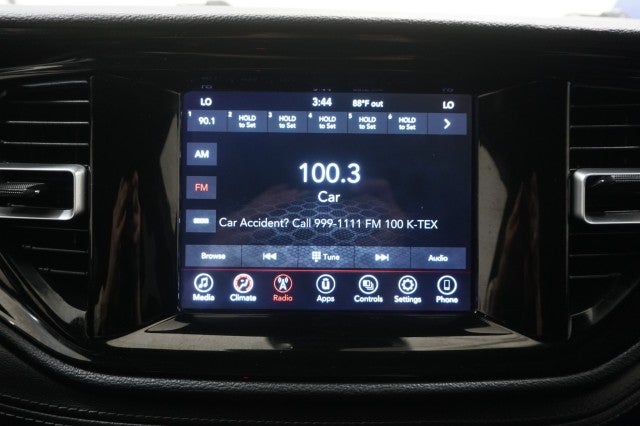 LO 3:44 88°F out LO
1 90.1 2 HOLD to Set 3 HOLD to Set 4 HOLD to Set 5 HOLD to Set 6 HOLD to Set
AM
100.3
FM
Car
Car Accident? Call 999-1111 FM 100 K-TEX
Browse Tune Audio
Media Climate Radio Apps Controls Settings Phone